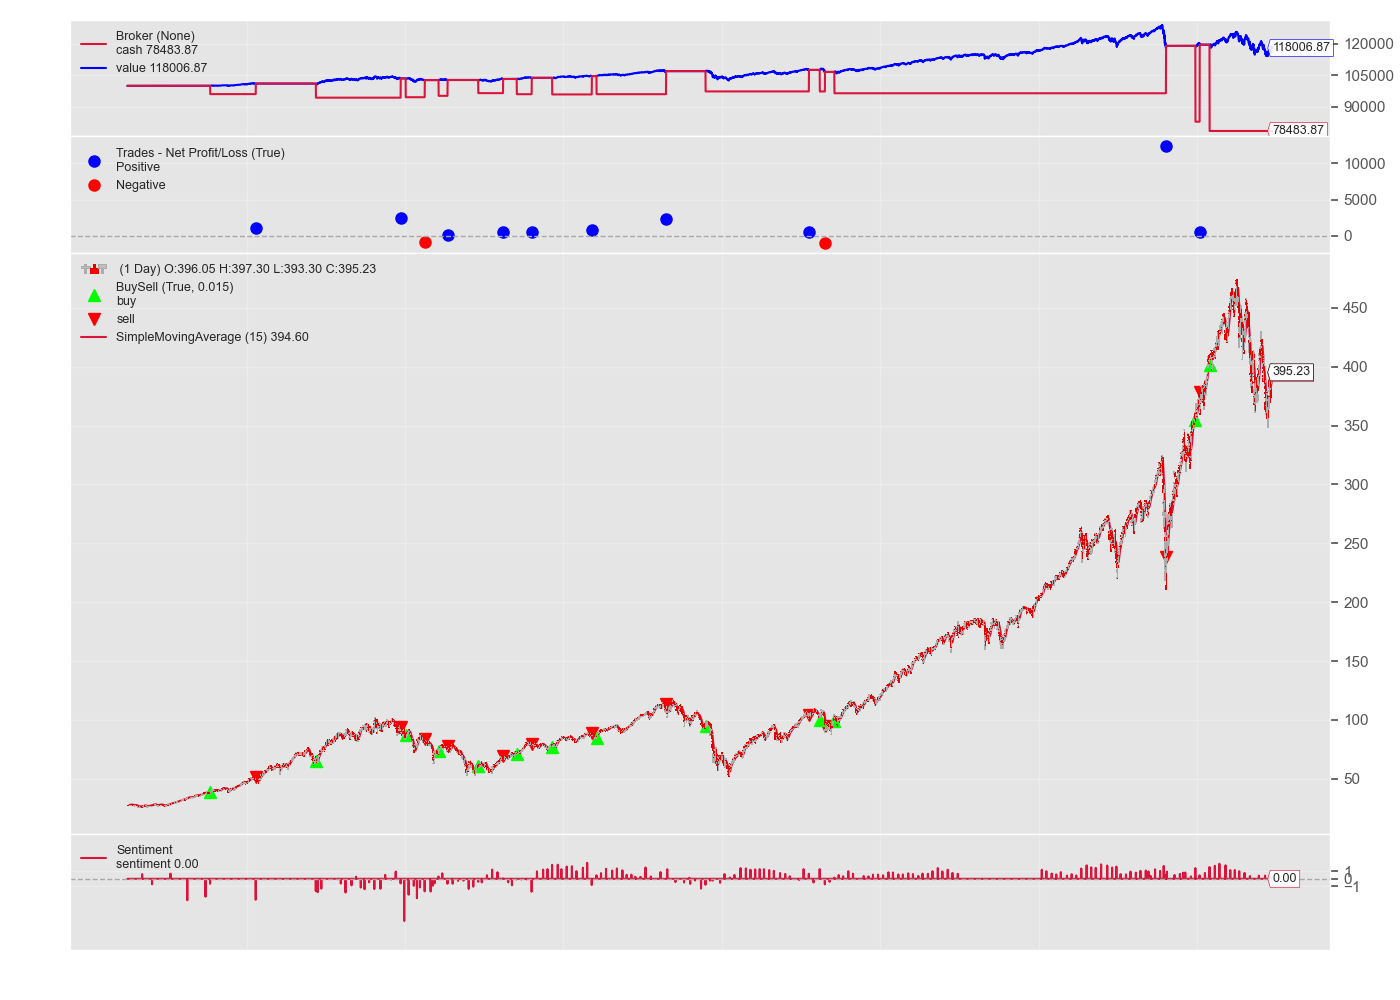 Broker (None)
cash 78483.87
value 118006.87
118006.87
120000
105000
90000
78483.87
Trades - Net Profit/Loss (True)
Positive
Negative
10000
5000
0
(1 Day) O:396.05 H:397.30 L:393.30 C:395.23
BuySell (True, 0.015)
buy
sell
SimpleMovingAverage (15) 394.60
450
400
395.23
350
300
250
200
150
100
50
Sentiment
sentiment 0.00
0.00
1
0
−1